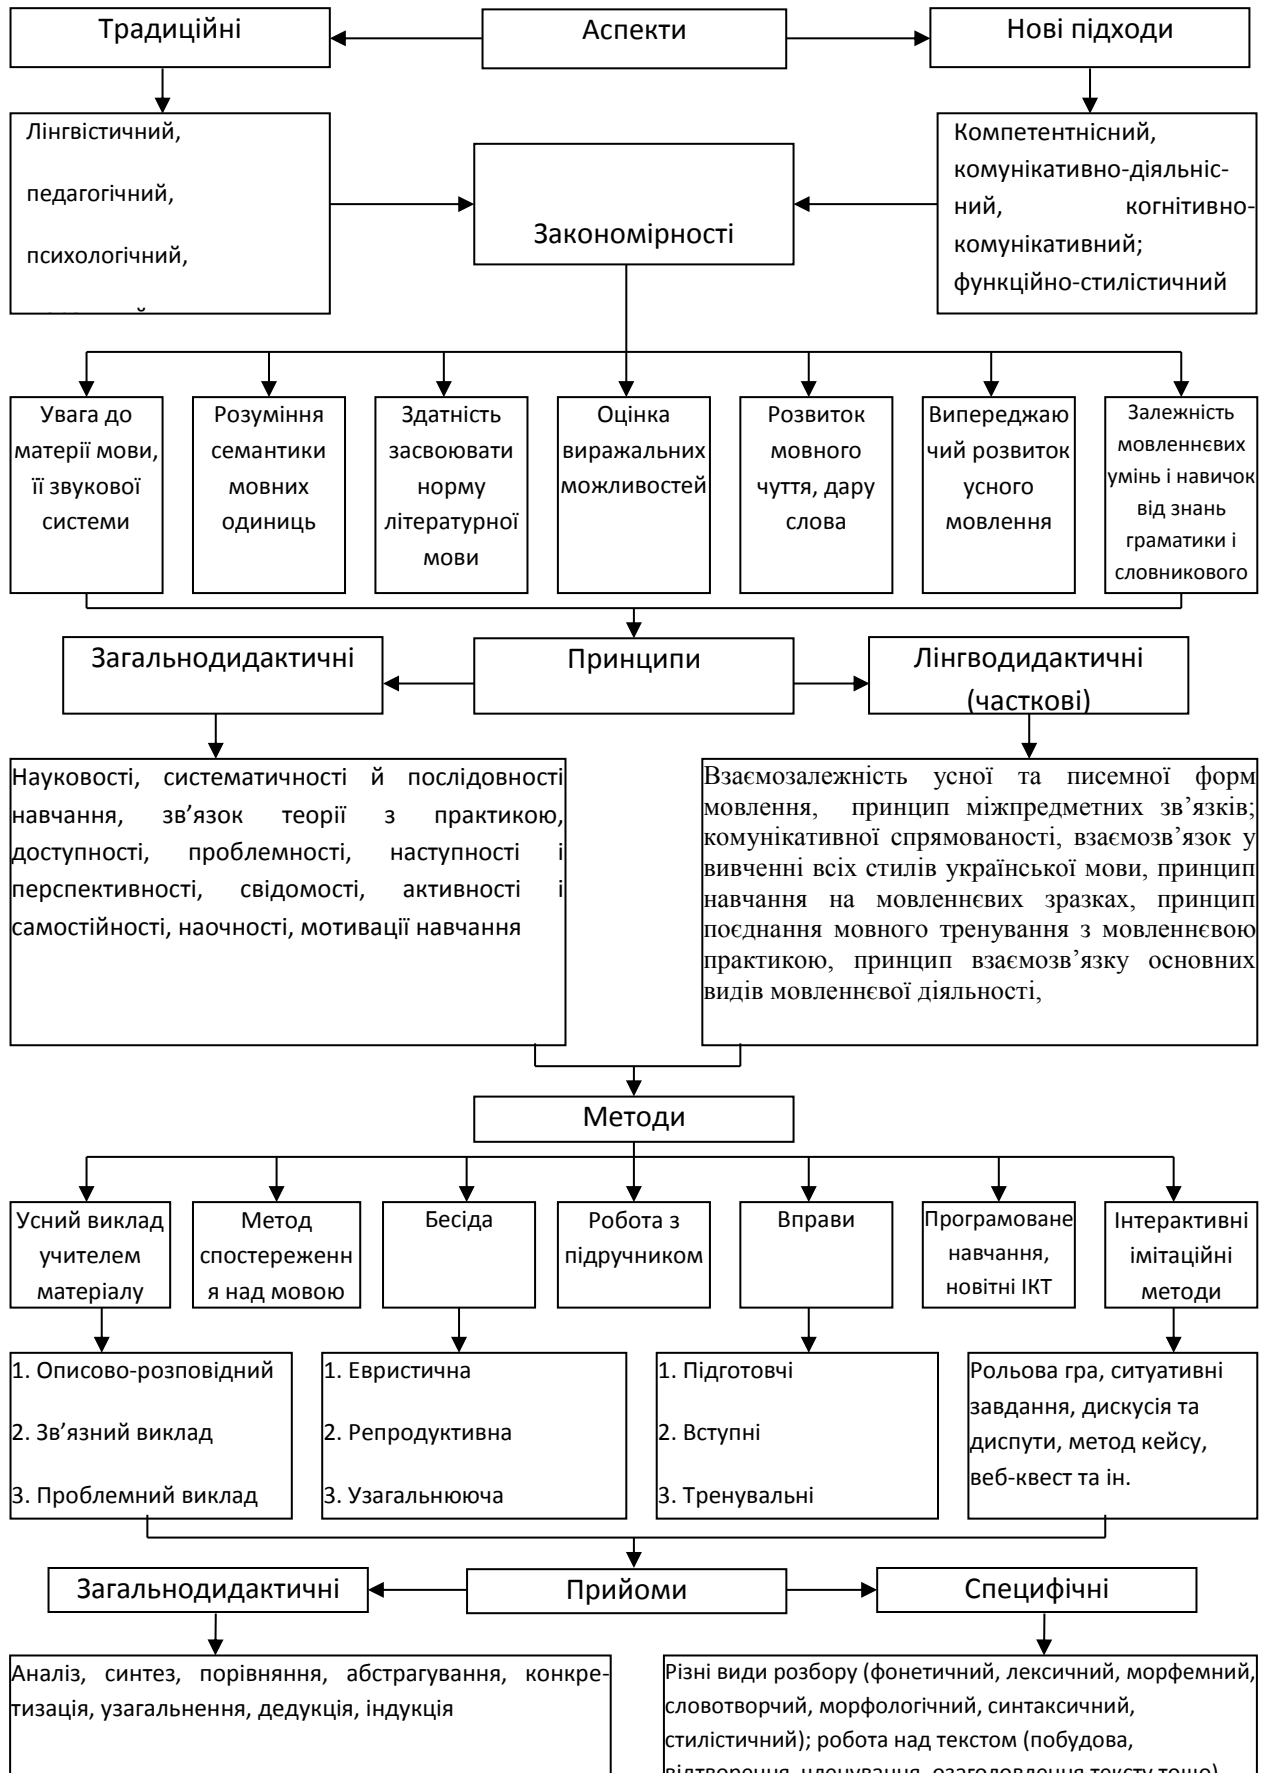 Традиційні
Аспекти
Нові підходи
Лінгвістичний,
педагогічний,
психологічний,
Закономірності
Компетентнісний,
комунікативно-діяльніс-
ний, когнітивно-
комунікативний;
функційно-стилістичний
Увага до
матерії мови,
її звукової
системи
Розуміння
семантики
мовних
одиниць
Здатність
засвоювати
норму
літературної
мови
Оцінка
виражальних
можливостей
Розвиток
мовного
чуття, дару
слова
Випереджаю
чий розвиток
усного
мовлення
Залежність
мовленнєвих
умінь і навичок
від знань
граматики і
словникового
Загальнодидактичні
Принципи
Лінгводидактичні
(часткові)
Науковості, систематичності й послідовності
навчання, зв’язок теорії з практикою,
доступності, проблемності, наступності і
перспективності, свідомості, активності і
самостійності, наочності, мотивації навчання
Взаємозалежність усної та писемної форм
мовлення, принцип міжпредметних зв’язків;
комунікативної спрямованості, взаємозв’язок у
вивченні всіх стилів української мови, принцип
навчання на мовленнєвих зразках, принцип
поєднання мовного тренування з мовленнєвою
практикою, принцип взаємозв’язку основних
видів мовленнєвої діяльності,
Методи
Усний виклад
учителем
матеріалу
Метод
спостереженн
я над мовою
Бесіда
Робота з
підручником
Вправи
Програмоване
навчання,
новітні ІКТ
Інтерактивні
імітаційні
методи
1. Описово-розповідний
2. Зв’язний виклад
3. Проблемний виклад
1. Евристична
2. Репродуктивна
3. Узагальнююча
1. Підготовчі
2. Вступні
3. Тренувальні
Рольова гра, ситуативні
завдання, дискусія та
диспути, метод кейсу,
веб-квест та ін.
Загальнодидактичні
Прийоми
Специфічні
Аналіз, синтез, порівняння, абстрагування, конкре-
тизація, узагальнення, дедукція, індукція
Різні види розбору (фонетичний, лексичний, морфемний,
словотворчий, морфологічний, синтаксичний,
стилістичний); робота над текстом (побудова,
відтворення, членування, озаголовлення тексту тощо)